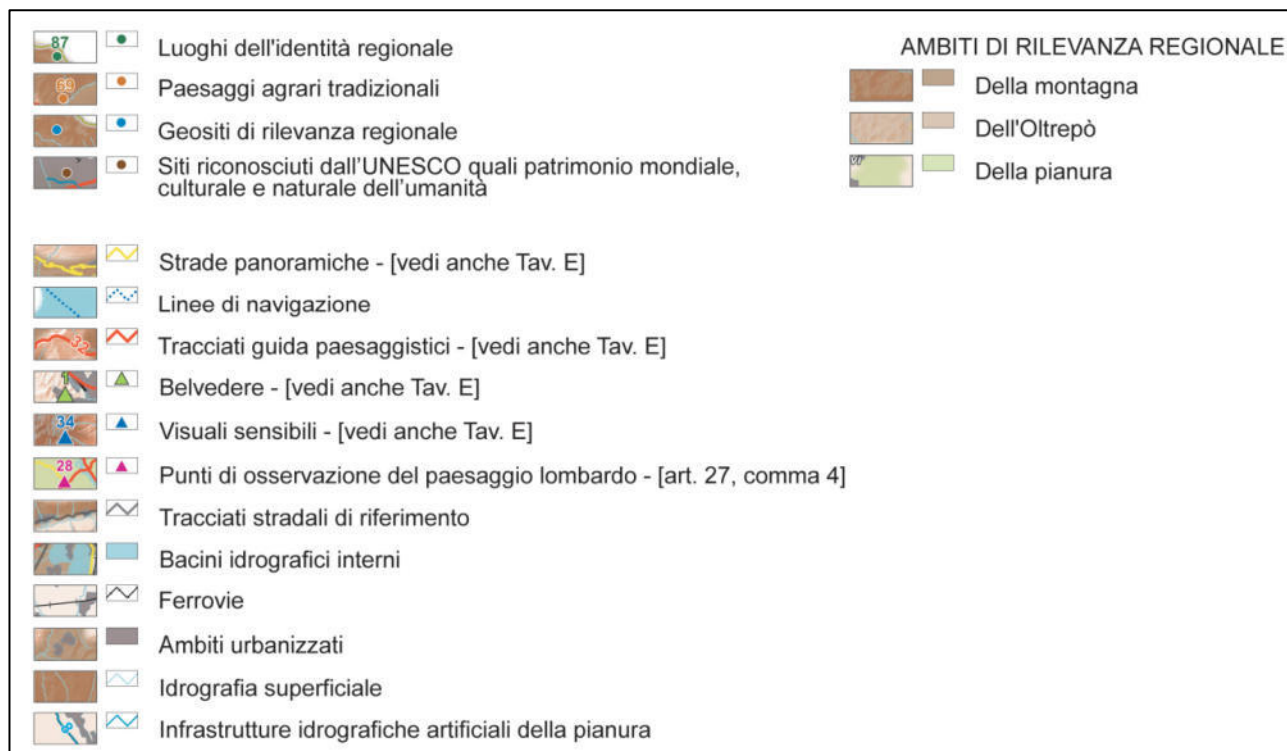 87
Luoghi dell'identità regionale
69
Paesaggi agrari tradizionali
Geositi di rilevanza regionale
Siti riconosciuti dall'UNESCO quali patrimonio mondiale,
culturale e naturale dell'umanità
AMBITI DI RILEVANZA REGIONALE
Della montagna
Dell'Oltrepò
Della pianura
Strade panoramiche - [vedi anche Tav. E]
Linee di navigazione
32
Tracciati guida paesaggistici - [vedi anche Tav. E]
1
Belvedere - [vedi anche Tav. E]
34
Visuali sensibili - [vedi anche Tav. E]
28
Punti di osservazione del paesaggio lombardo - [art. 27, comma 4]
Tracciati stradali di riferimento
Bacini idrografici interni
Ferrovie
Ambiti urbanizzati
Idrografia superficiale
Infrastrutture idrografiche artificiali della pianura